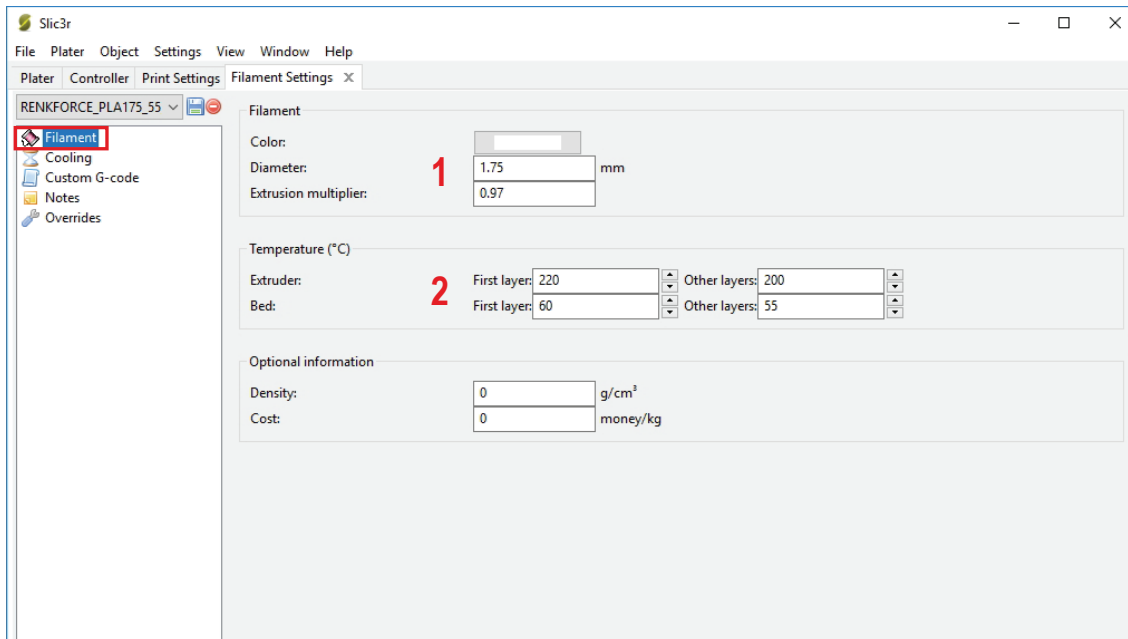 Slic3r
File Plater Object Settings View Window Help
Plater Controller Print Settings Filament Settings
RENKFORCE_PLA175_55
Filament
Cooling
Custom G-code
Notes
Overrides
Filament
Color:
Diameter: 1.75 mm
Extrusion multiplier: 0.97
1
Temperature (°C)
Extruder: First layer: 220 Other layers: 200
2
Bed: First layer: 60 Other layers: 55
Optional information
Density: 0 g/cm³
Cost: 0 money/kg